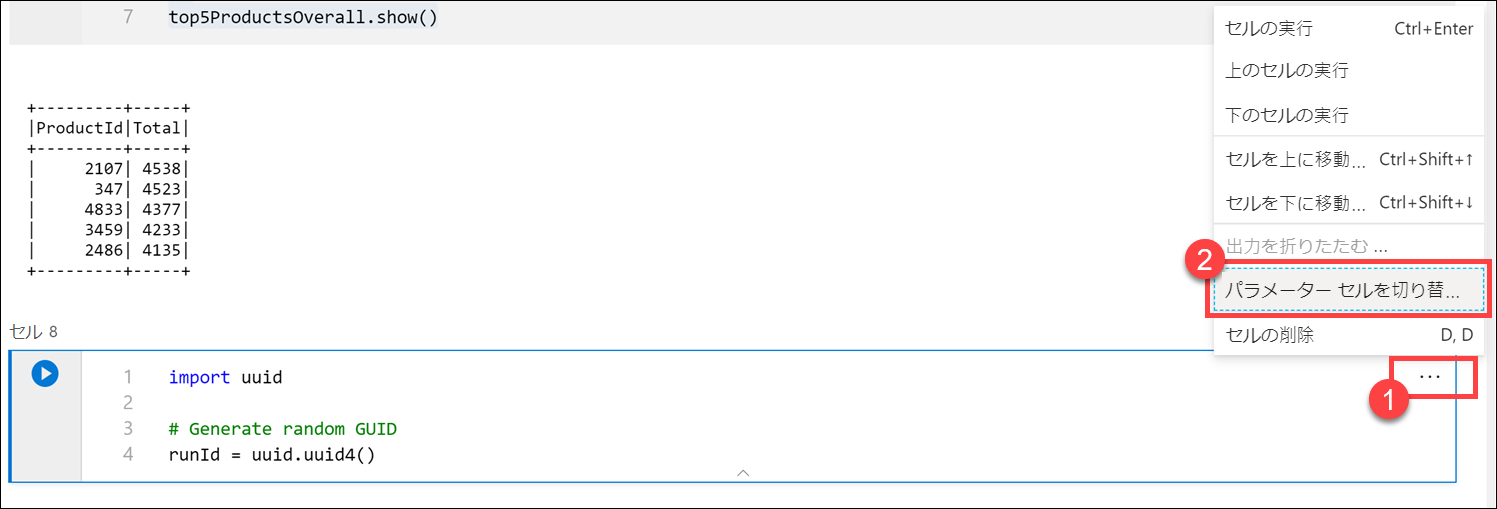 7 top5ProductsOverall.show()
+---------+-----+
|ProductId|Total|
+---------+-----+
|     2107| 4538|
|      347| 4523|
|     4833| 4377|
|     3459| 4233|
|     2486| 4135|
+---------+-----+
セルの実行 Ctrl+Enter
上のセルの実行
下のセルの実行
セルを上に移動... Ctrl+Shift+↑
セルを下に移動... Ctrl+Shift+↓
出力を折りたたむ ...
2
パラメーター セルを切り替...
セルの削除 D, D
セル 8
1 import uuid
2
3 # Generate random GUID
4 runId = uuid.uuid4()
...
1